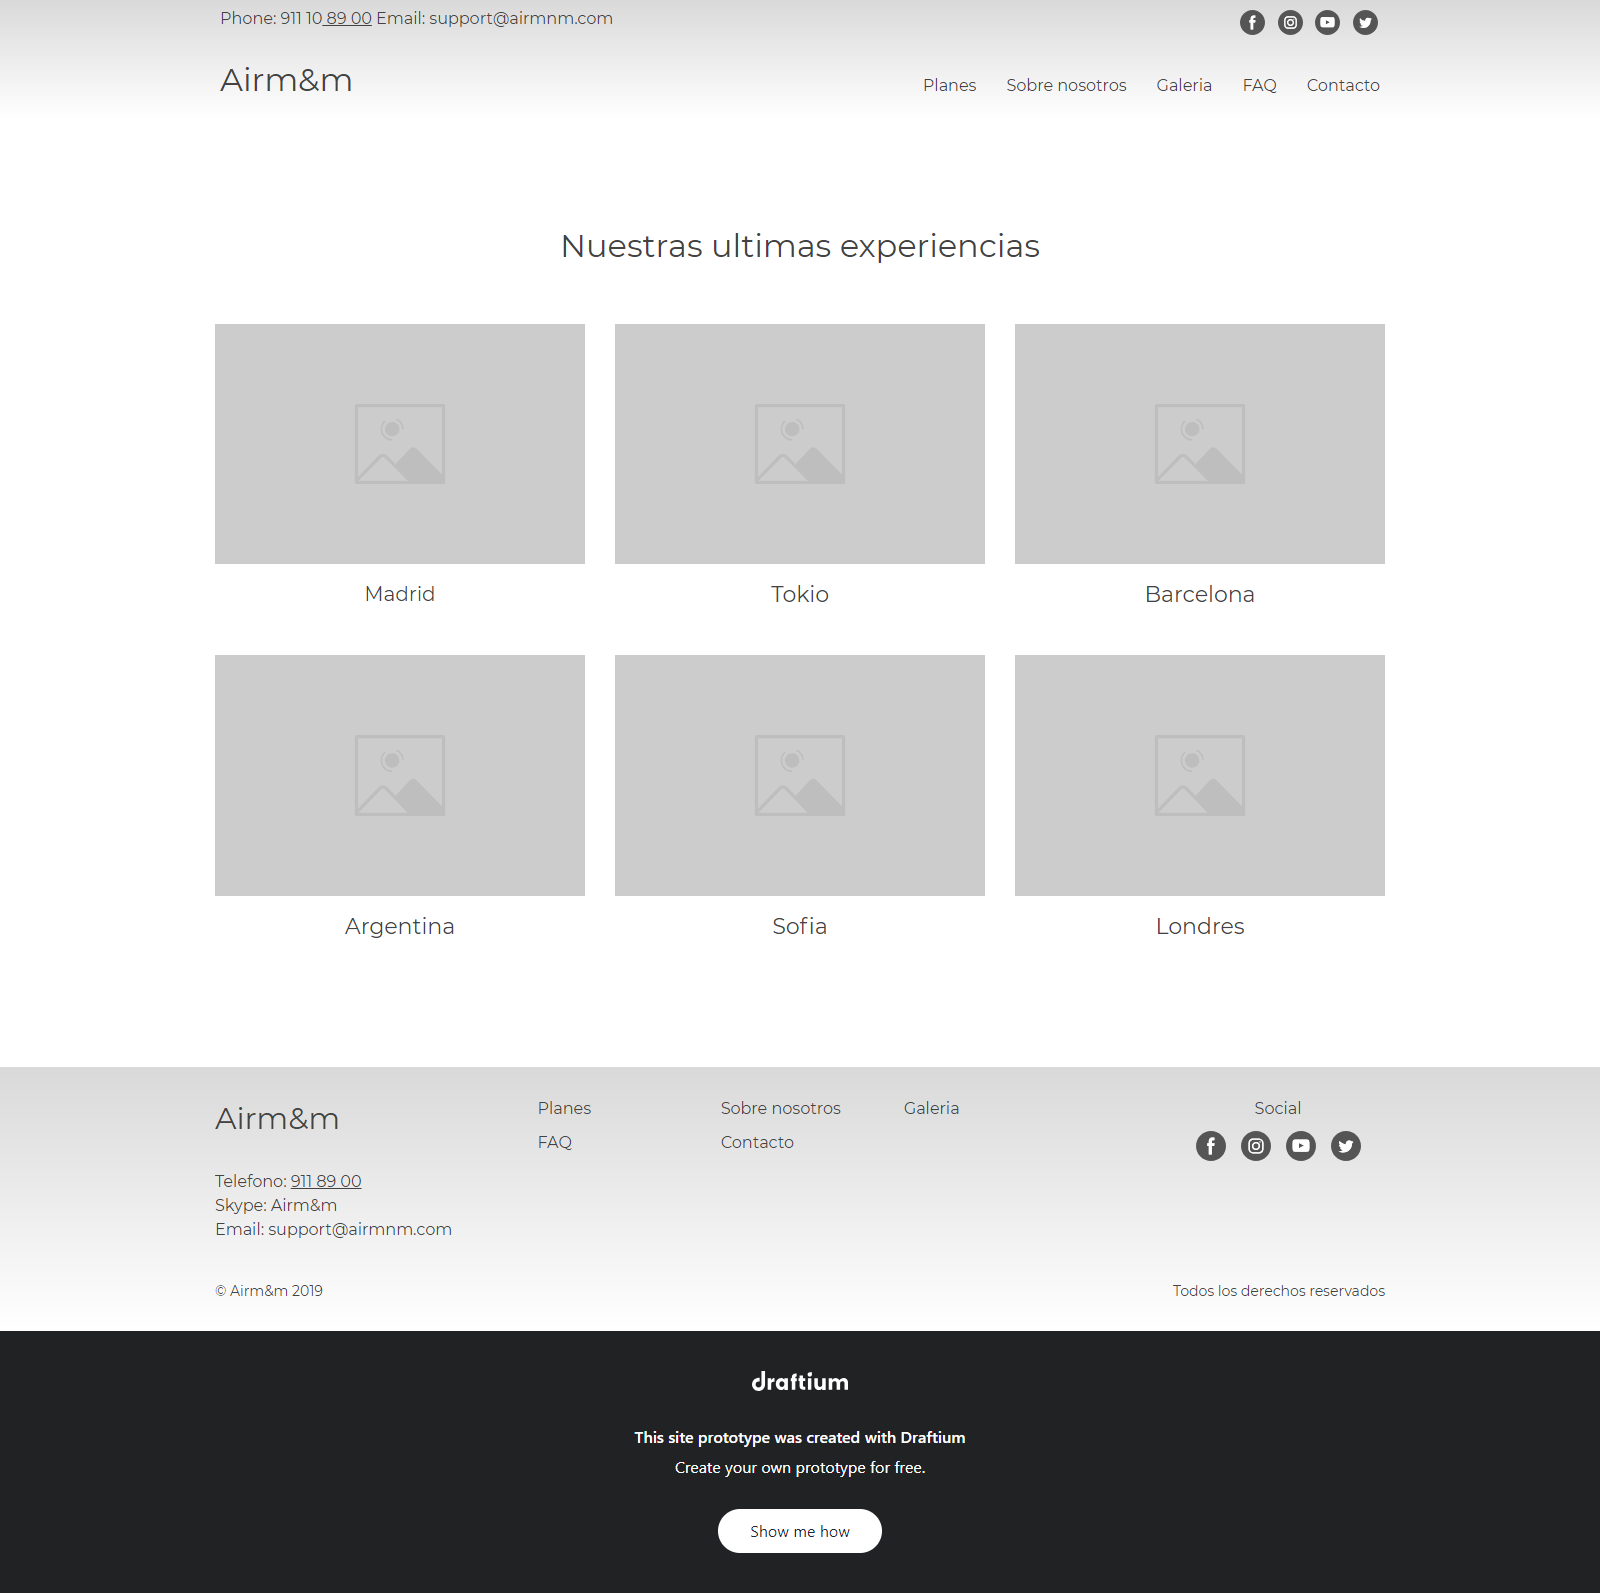 Phone: 911 10 89 00 Email: support@airmnm.com
Airm&m
Planes Sobre nosotros Galeria FAQ Contacto
Nuestras ultimas experiencias
Madrid Tokio Barcelona
Argentina Sofia Londres
Airm&m
Planes Sobre nosotros Galeria
FAQ Contacto
Social
Telefono: 911 89 00
Skype: Airm&m
Email: support@airmnm.com
© Airm&m 2019
Todos los derechos reservados
draftium
This site prototype was created with Draftium
Create your own prototype for free.
Show me how